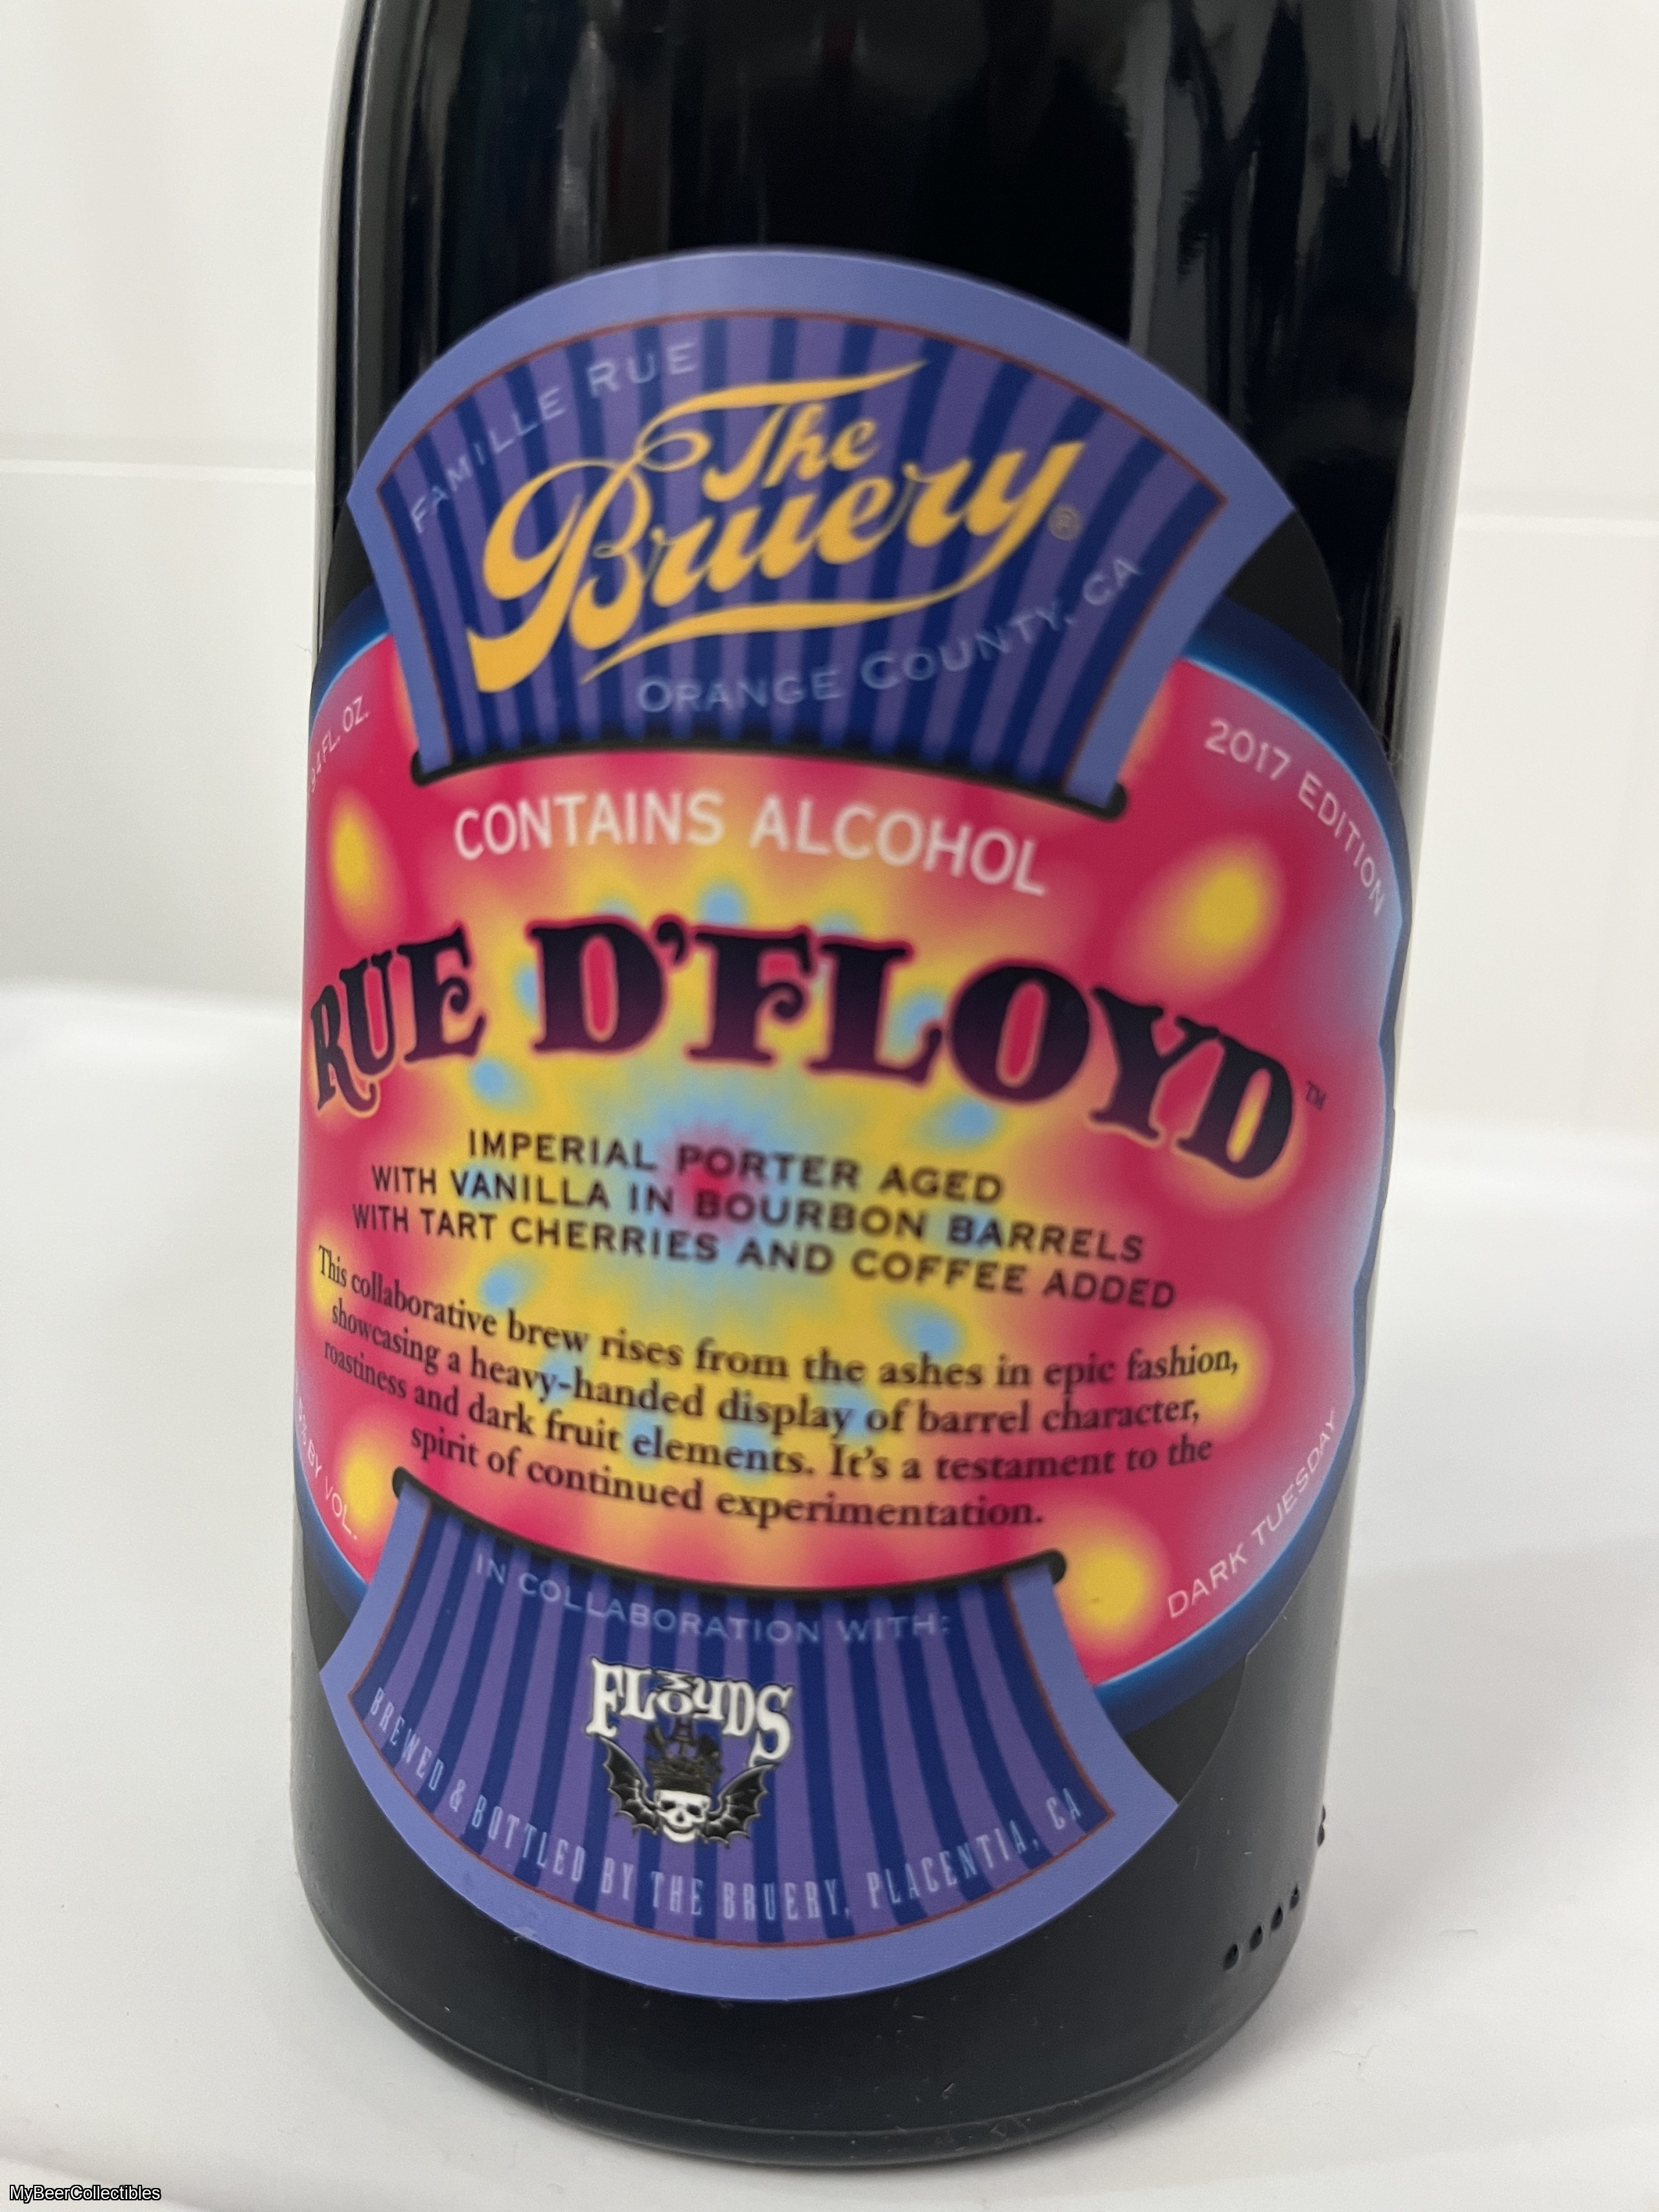 FAMILLE RUE
The
Bruery®
ORANGE COUNTY, CA
FL. OZ.
2017 EDITION
CONTAINS ALCOHOL
RUE D'FLOYD™
IMPERIAL PORTER AGED
WITH VANILLA IN BOURBON BARRELS
WITH TART CHERRIES AND COFFEE ADDED
This collaborative brew rises from the ashes in epic fashion,
showcasing a heavy-handed display of barrel character,
roastiness and dark fruit elements. It's a testament to the
spirit of continued experimentation.
BY VOL.
DARK TUESDAY
IN COLLABORATION WITH:
FLOYDS
BREWED & BOTTLED BY THE BRUERY, PLACENTIA, CA
MyBeerCollectibles